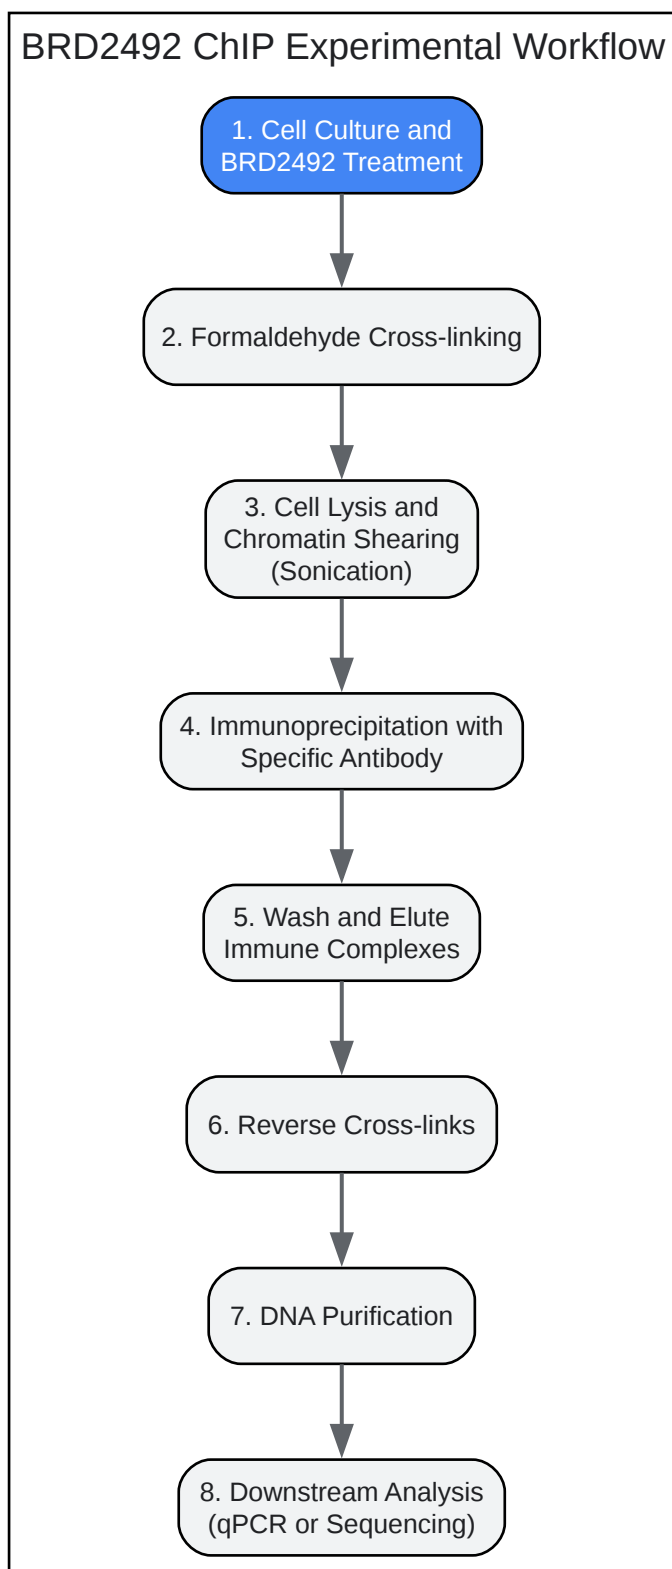 BRD2492 ChIP Experimental Workflow
1. Cell Culture and
BRD2492 Treatment
2. Formaldehyde Cross-linking
3. Cell Lysis and
Chromatin Shearing
(Sonication)
4. Immunoprecipitation with
Specific Antibody
5. Wash and Elute
Immune Complexes
6. Reverse Cross-links
7. DNA Purification
8. Downstream Analysis
(qPCR or Sequencing)